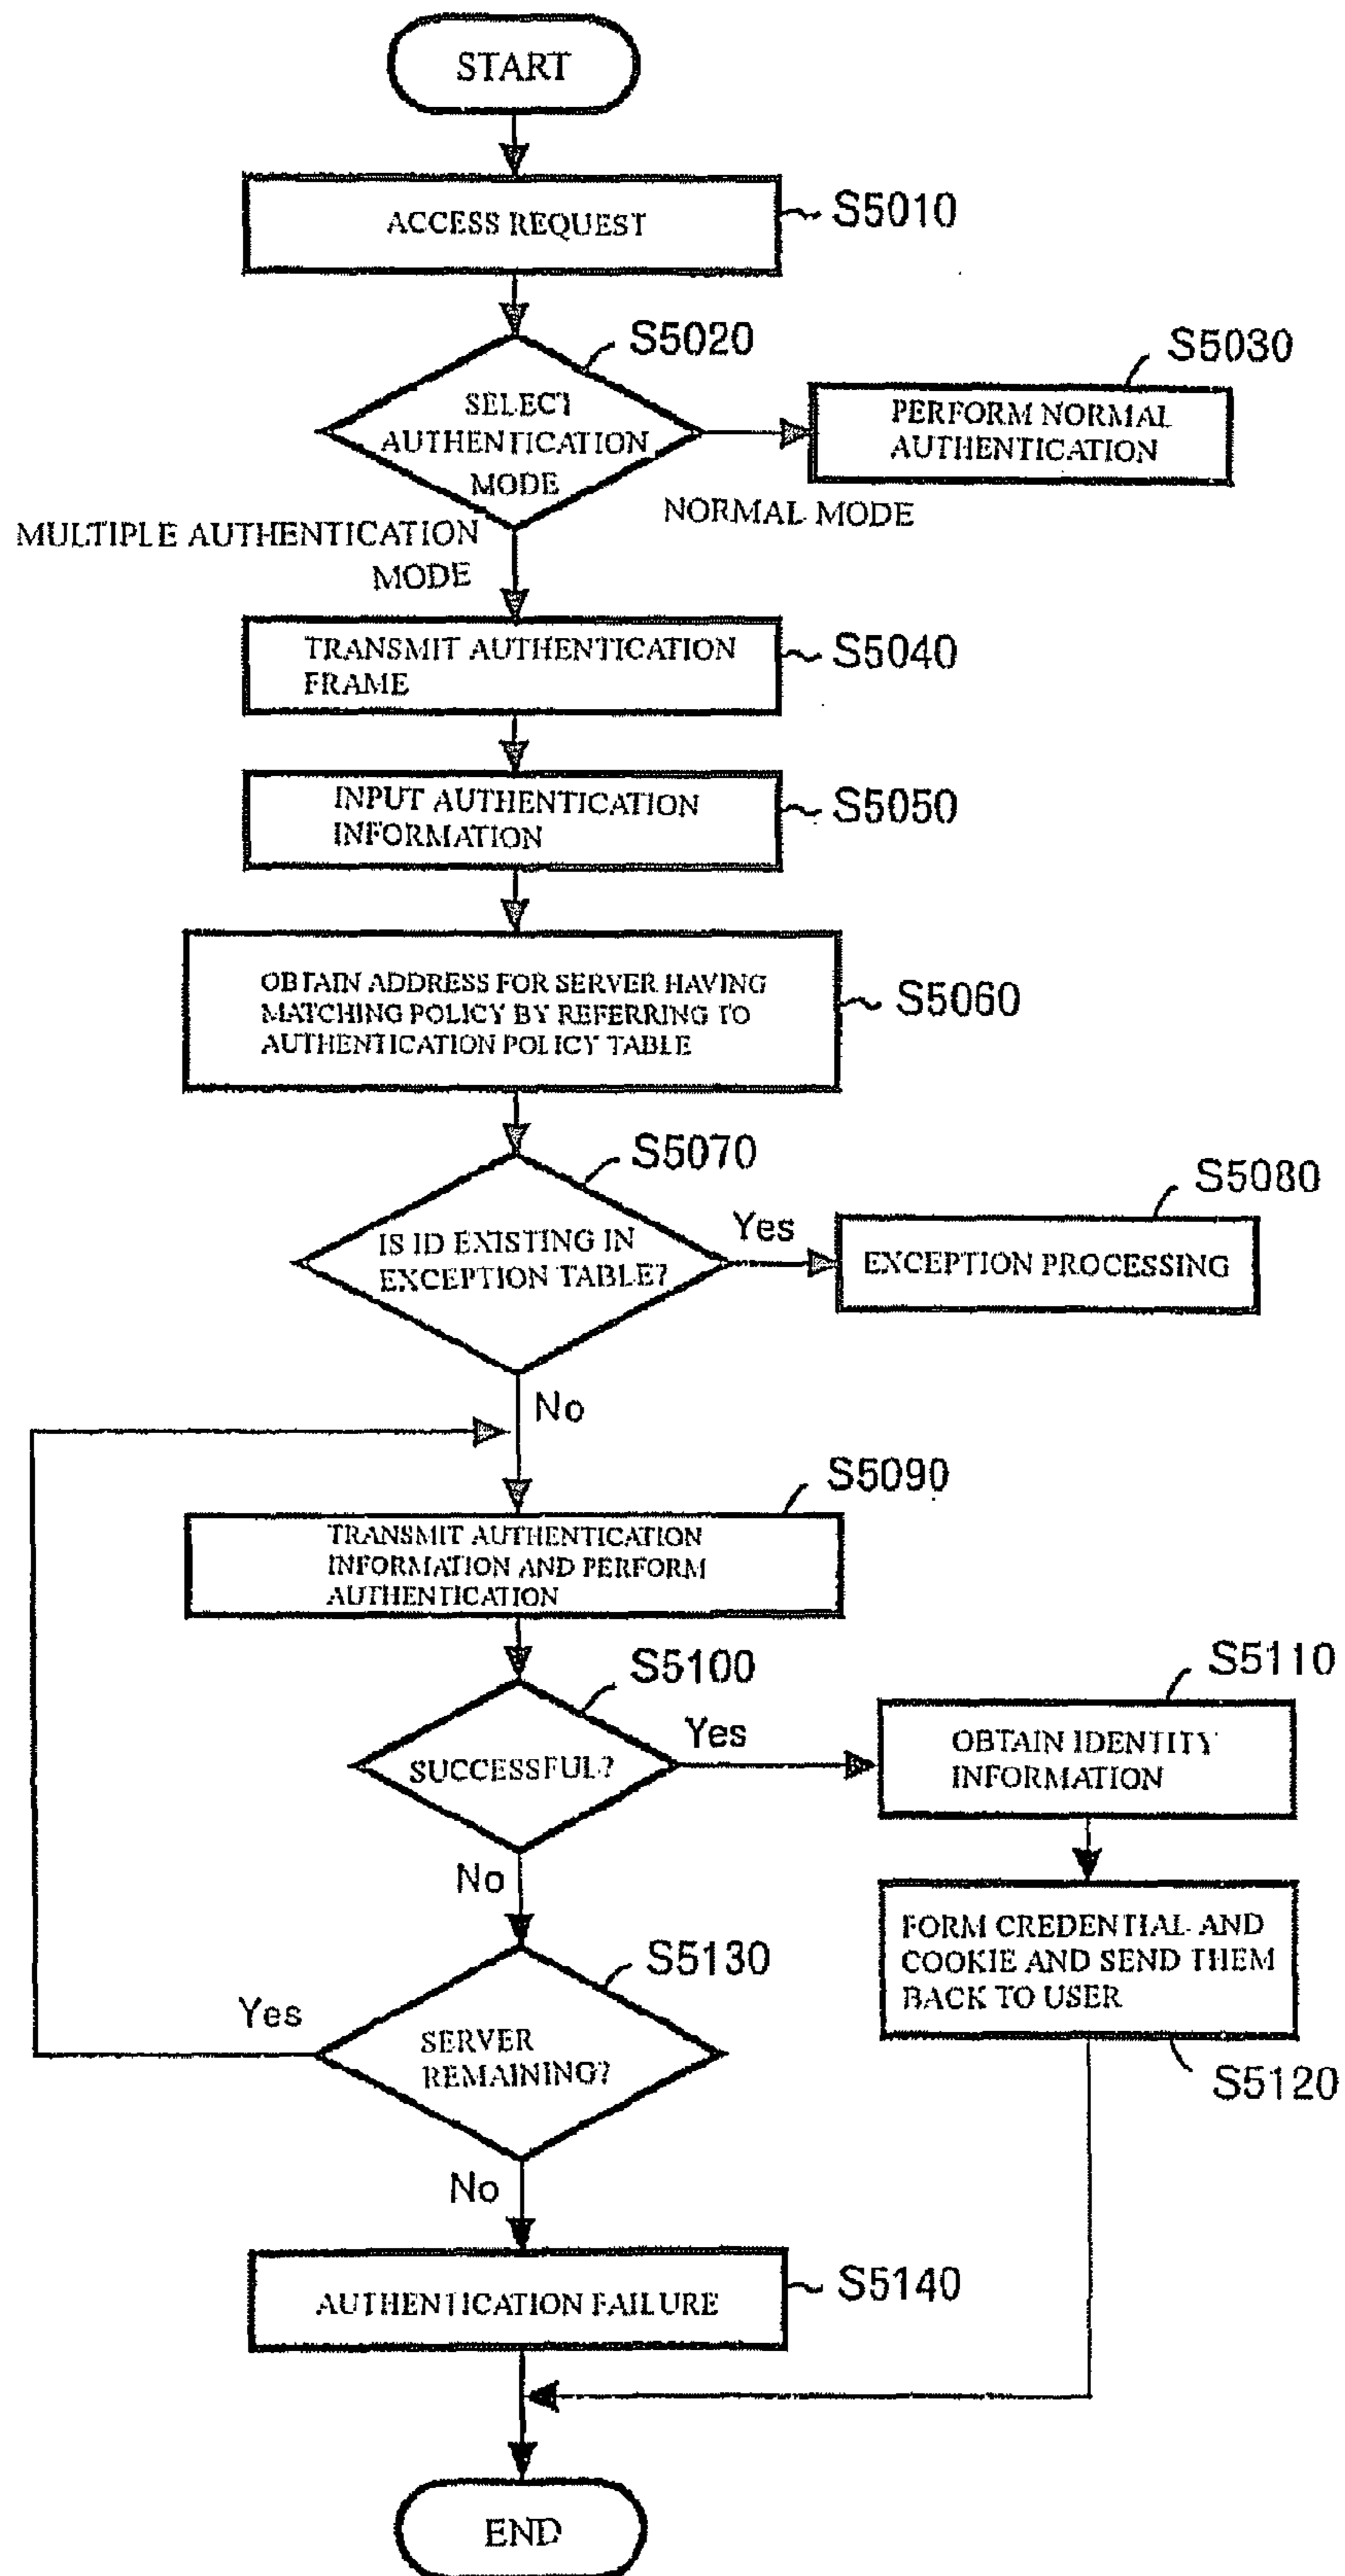 START
ACCESS REQUEST
S5010
S5020
SELECT
AUTHENTICATION
MODE
S5030
PERFORM NORMAL
AUTHENTICATION
NORMAL MODE
MULTIPLE AUTHENTICATION
MODE
TRANSMIT AUTHENTICATION
FRAME
S5040
INPUT AUTHENTICATION
INFORMATION
S5050
OBTAIN ADDRESS FOR SERVER HAVING
MATCHING POLICY BY REFERRING TO
AUTHENTICATION POLICY TABLE
S5060
S5070
IS ID EXISTING IN
EXCEPTION TABLE?
Yes
S5080
EXCEPTION PROCESSING
No
S5090
TRANSMIT AUTHENTICATION
INFORMATION AND PERFORM
AUTHENTICATION
S5100
SUCCESSFUL?
Yes
S5110
OBTAIN IDENTITY
INFORMATION
No
FORM CREDENTIAL AND
COOKIE AND SEND THEM
BACK TO USER
S5120
S5130
SERVER
REMAINING?
Yes
No
AUTHENTICATION FAILURE
S5140
END